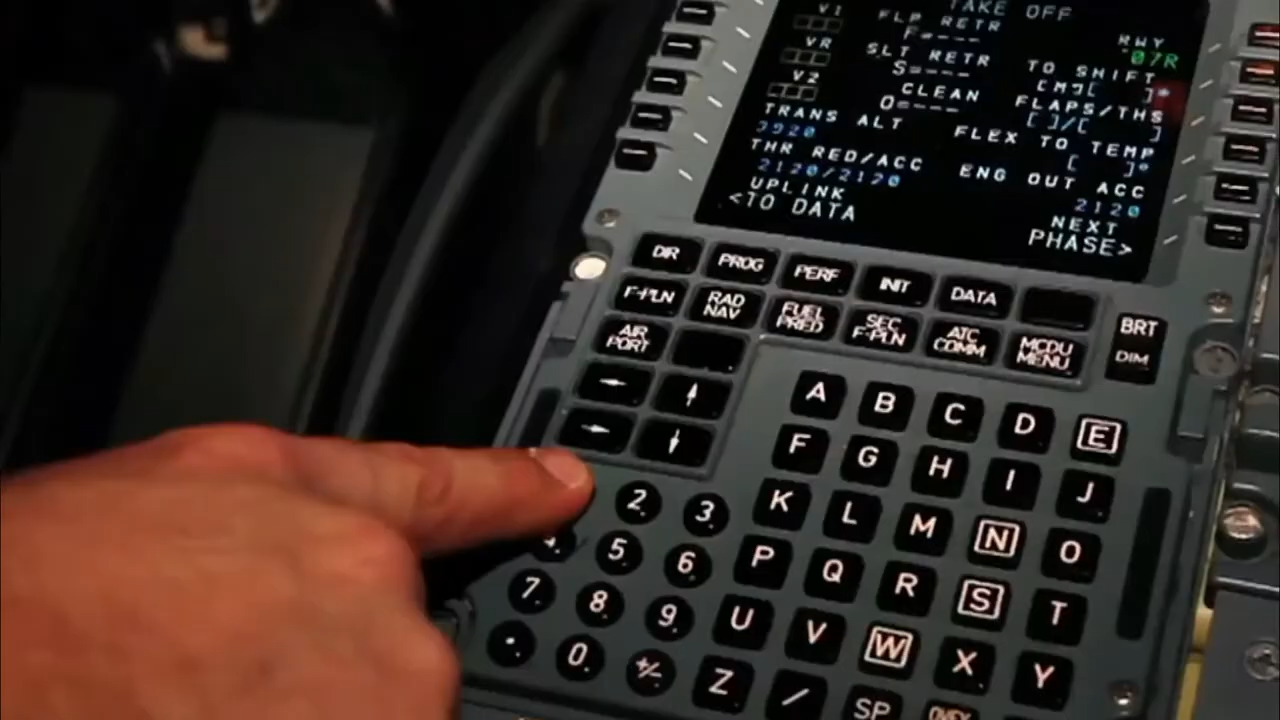 TAKE OFF
V1 FLP RETR RWY
F=--- 07R
VR SLT RETR TO SHIFT
S=--- [M][ ]*
V2 CLEAN FLAPS/THS
O=--- [ ]/[ ]
TRANS ALT FLEX TO TEMP
3920 [ ]°
THR RED/ACC ENG OUT ACC
2120/2120 2120
UPLINK NEXT
<TO DATA PHASE>
DIR PROG PERF INIT DATA
F-PLN RAD NAV FUEL PRED SEC F-PLN ATC COMM MCDU MENU
BRT
DIM
AIR PORT
← ↑
→ ↓
A B C D E
F G H I J
2 3 K L M N O
4 5 6 P Q R S T
7 8 9 U V W X Y
. 0 +/- Z / SP OVFY